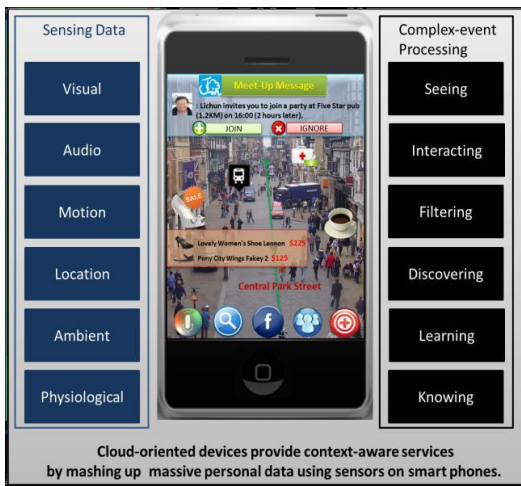 Sensing Data
Visual
Audio
Motion
Location
Ambient
Physiological
Meet-Up Message
: Lichun invites you to join a party at Five Star pub
(1.2KM) on 16:00 (2 hours later).
JOIN
IGNORE
SALE
Lovely Women's Shoe Lennon $225
Pony City Wings Fakey 2 $125
Central Park Street
f
Complex-event
Processing
Seeing
Interacting
Filtering
Discovering
Learning
Knowing
Cloud-oriented devices provide context-aware services
by mashing up massive personal data using sensors on smart phones.